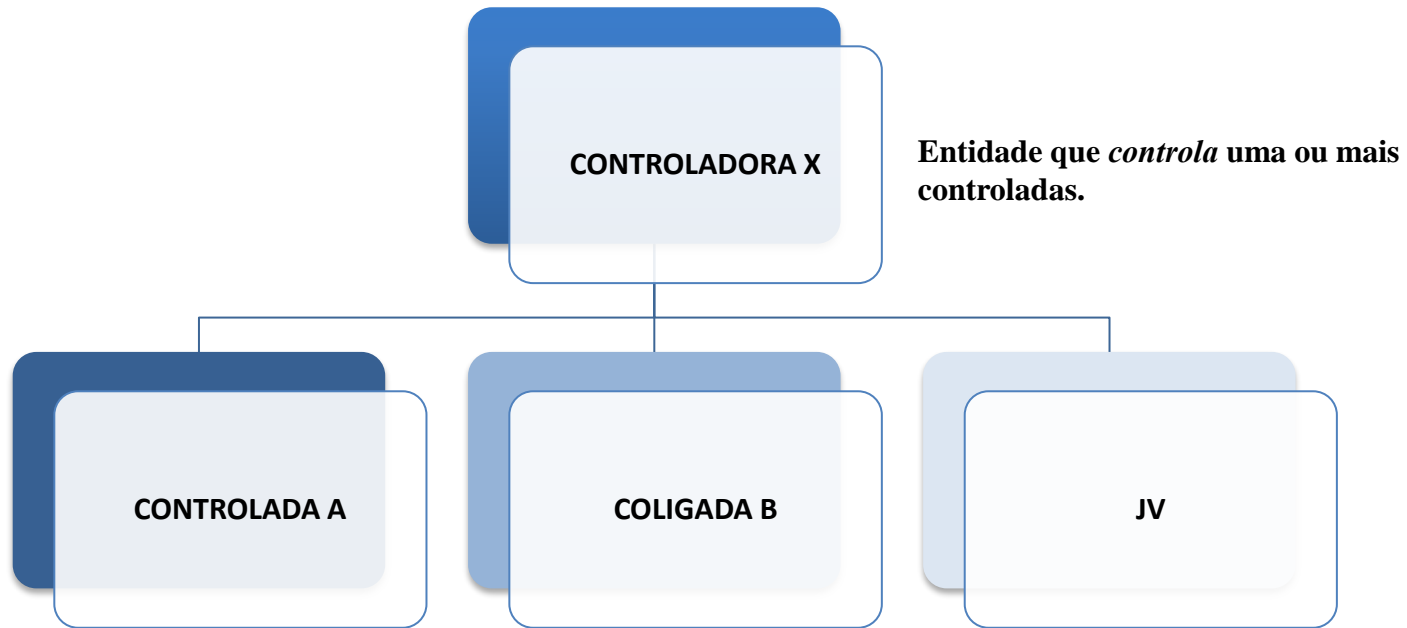 CONTROLADORA X
Entidade que controla uma ou mais
controladas.
CONTROLADA A
COLIGADA B
JV